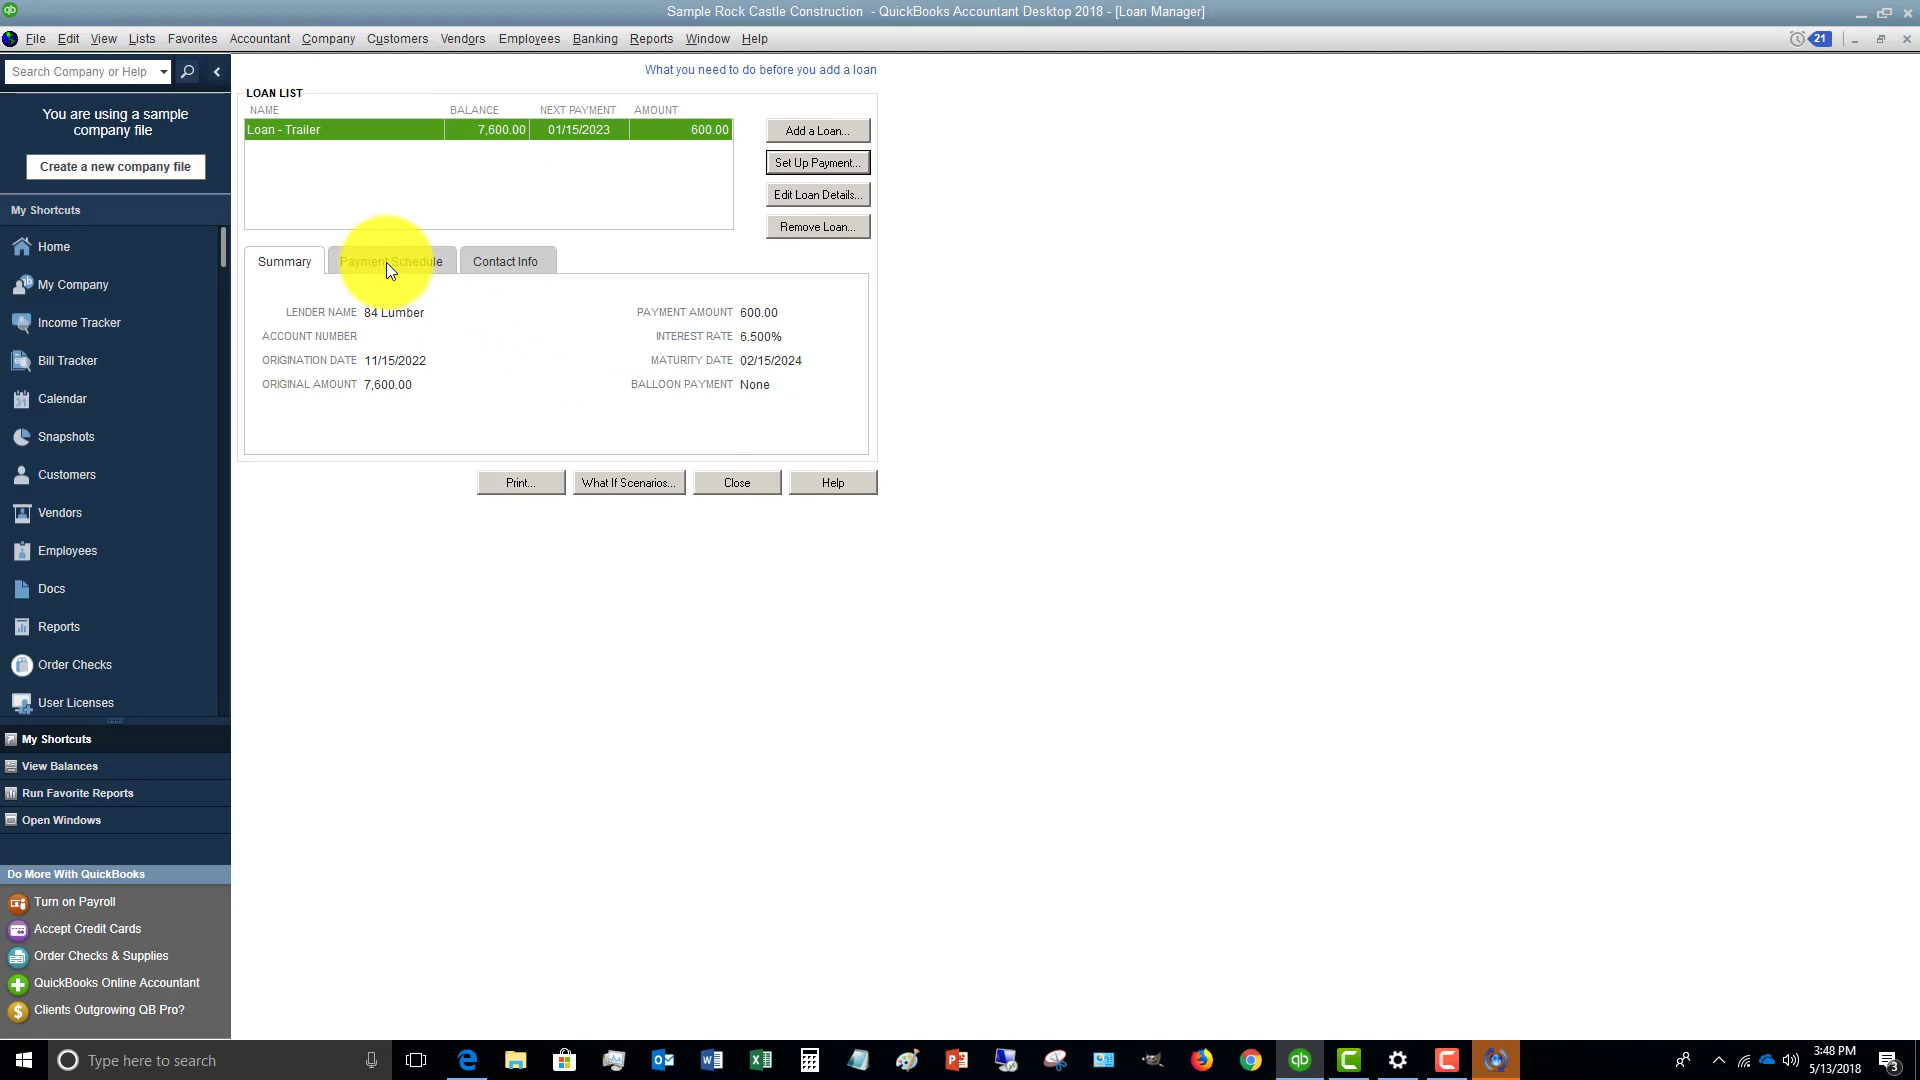 Sample Rock Castle Construction - QuickBooks Accountant Desktop 2018 - [Loan Manager]
File Edit View Lists Favorites Accountant Company Customers Vendors Employees Banking Reports Window Help
21
Search Company or Help
What you need to do before you add a loan
You are using a sample
company file
Create a new company file
LOAN LIST
NAME BALANCE NEXT PAYMENT AMOUNT
Loan - Trailer 7,600.00 01/15/2023 600.00
Add a Loan...
Set Up Payment...
Edit Loan Details...
Remove Loan...
Summary Payment Schedule Contact Info
LENDER NAME 84 Lumber
ACCOUNT NUMBER
ORIGINATION DATE 11/15/2022
ORIGINAL AMOUNT 7,600.00
PAYMENT AMOUNT 600.00
INTEREST RATE 6.500%
MATURITY DATE 02/15/2024
BALLOON PAYMENT None
Print... What If Scenarios... Close Help
My Shortcuts
Home
My Company
Income Tracker
Bill Tracker
Calendar
Snapshots
Customers
Vendors
Employees
Docs
Reports
Order Checks
User Licenses
My Shortcuts
View Balances
Run Favorite Reports
Open Windows
Do More With QuickBooks
Turn on Payroll
Accept Credit Cards
Order Checks & Supplies
QuickBooks Online Accountant
Clients Outgrowing QB Pro?
Type here to search
3:48 PM
5/13/2018
3